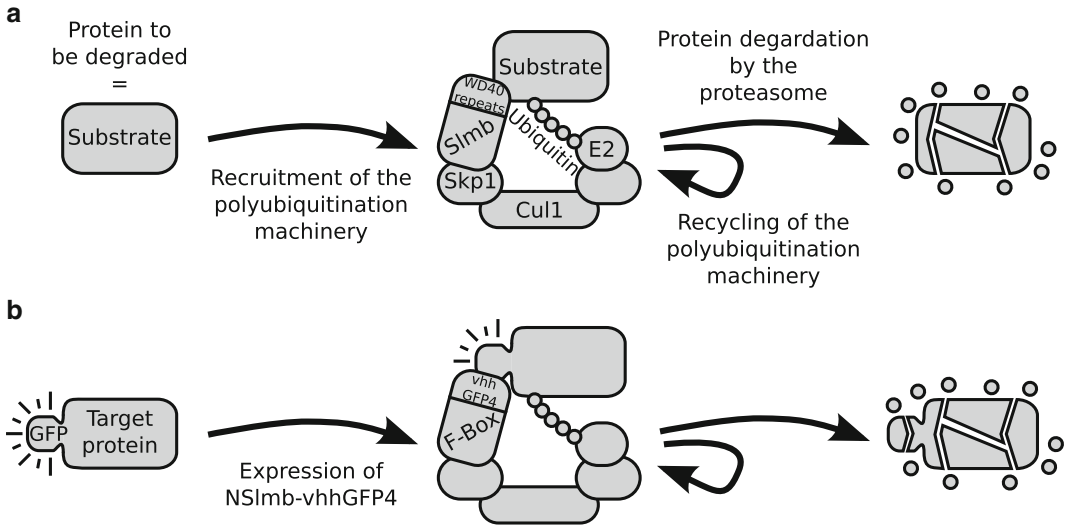 a
Protein to
be degraded
=
Substrate
Recruitment of the
polyubiquitination
machinery
Substrate
WD40
repeats
Slmb
Ubiquitin
E2
Skp1
Cul1
Protein degardation
by the
proteasome
Recycling of the
polyubiquitination
machinery
b
GFP
Target
protein
Expression of
NSlmb-vhhGFP4
vhh
GFP4
F-Box